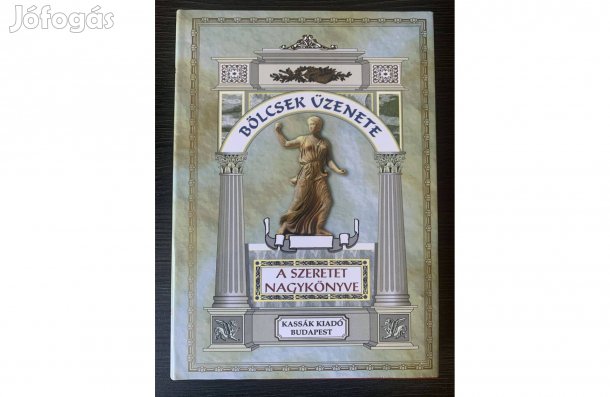 Jófogás
BÖLCSEK ÜZENETE
A SZERETET
NAGYKÖNYVE
KASSÁK KIADÓ
BUDAPEST